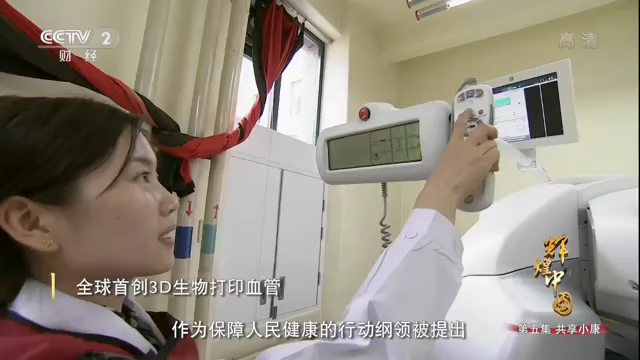 CCTV 2
财经
高清
全球首创3D生物打印血管
辉煌中国
第五集 共享小康
作为保障人民健康的行动纲领被提出